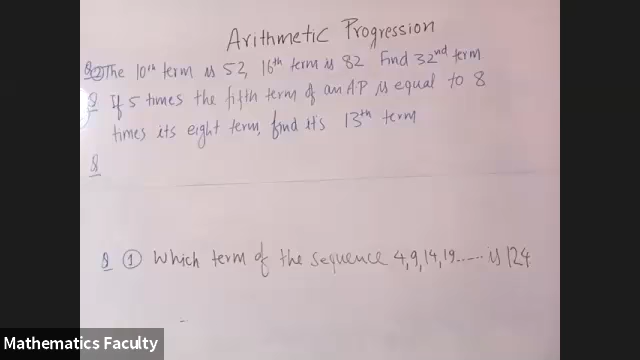 Arithmetic Progression
Q② The 10th term is 52, 16th term is 82 Find 32nd term
Q If 5 times the fifth term of an A.P is equal to 8
times its eight term, find it's 13th term
Q
Q ① Which term of the sequence 4,9,14,19...... is 124
Mathematics Faculty